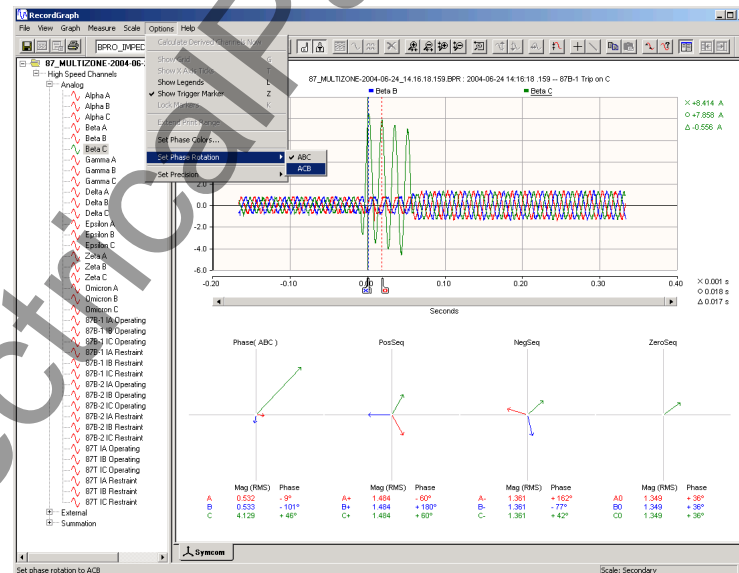 RecordGraph
File View Graph Measure Scale Options Help
BPRO_IMPED
Calculate Derived Channels Now
Show Grid G
Show X Axis Ticks T
Show Legends L
Show Trigger Marker Z
Lock Markers K
Extend Print Range
Set Phase Colors...
Set Phase Rotation
Set Precision
ABC
ACB
87_MULTIZONE-2004-06-
High Speed Channels
Analog
Alpha A
Alpha B
Alpha C
Beta A
Beta B
Beta C
Gamma A
Gamma B
Gamma C
Delta A
Delta B
Delta C
Epsilon A
Epsilon B
Epsilon C
Zeta A
Zeta B
Zeta C
Omicron A
Omicron B
Omicron C
87B-1 IA Operating
87B-1 IB Operating
87B-1 IC Operating
87B-1 IA Restraint
87B-1 IB Restraint
87B-1 IC Restraint
87B-2 IA Operating
87B-2 IB Operating
87B-2 IC Operating
87B-2 IA Restraint
87B-2 IB Restraint
87B-2 IC Restraint
87T IA Operating
87T IB Operating
87T IC Operating
87T IA Restraint
87T IB Restraint
87T IC Restraint
External
Summation
87_MULTIZONE-2004-06-24_14.16.18.159.BPR : 2004-06-24 14:16:18 .159 -- 87B-1 Trip on C
Beta B Beta C
×+8.414 A
O+7.858 A
Δ-0.556 A
2.0
0.0
-2.0
-4.0
-6.0
-0.20 -0.10 0.00 0.10 0.20 0.30 0.40
X O
Seconds
× 0.001 s
O 0.018 s
Δ 0.017 s
Phase( ABC ) PosSeq NegSeq ZeroSeq
Mag (RMS) Phase Mag (RMS) Phase Mag (RMS) Phase Mag (RMS) Phase
A 0.532 - 9° A+ 1.484 - 60° A- 1.361 + 162° A0 1.349 + 36°
B 0.533 - 101° B+ 1.484 + 180° B- 1.361 - 77° B0 1.349 + 36°
C 4.129 + 46° C+ 1.484 + 60° C- 1.361 + 42° C0 1.349 + 36°
Symcom
Set phase rotation to ACB
Scale: Secondary